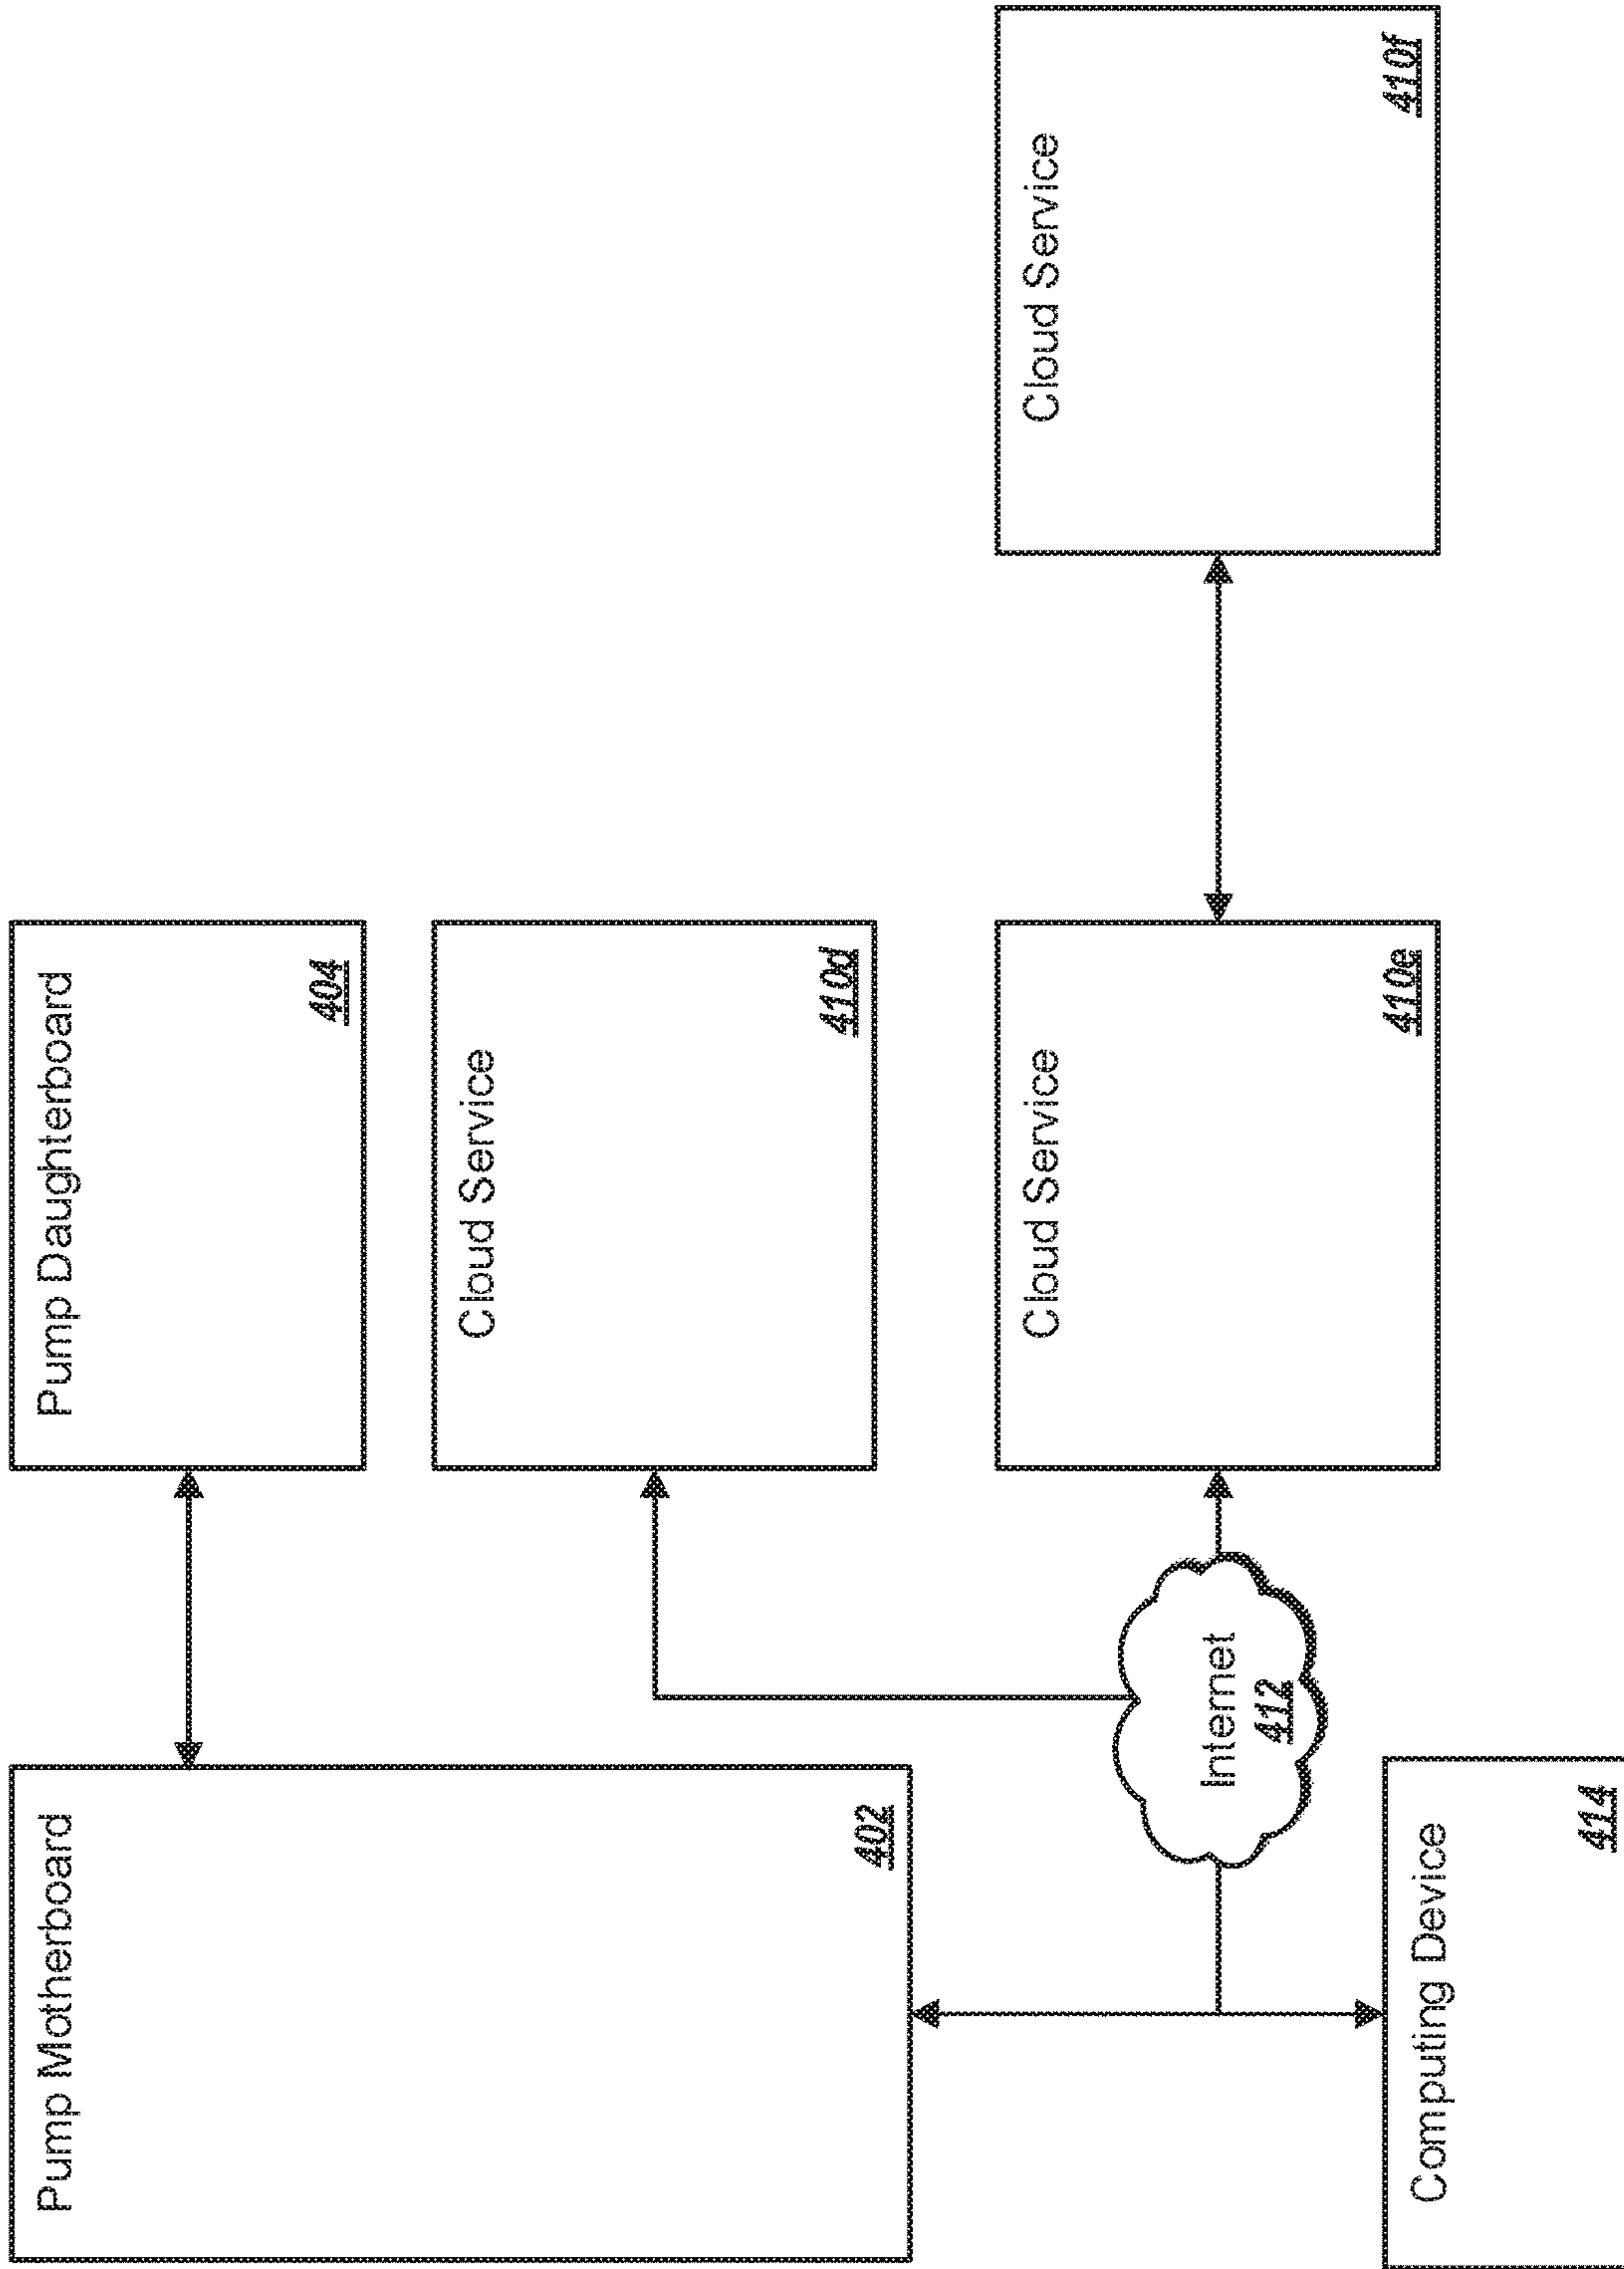 Pump Motherboard
402
Pump Daughterboard
404
Cloud Service
410d
Internet
412
Cloud Service
410e
Cloud Service
410f
Computing Device
414